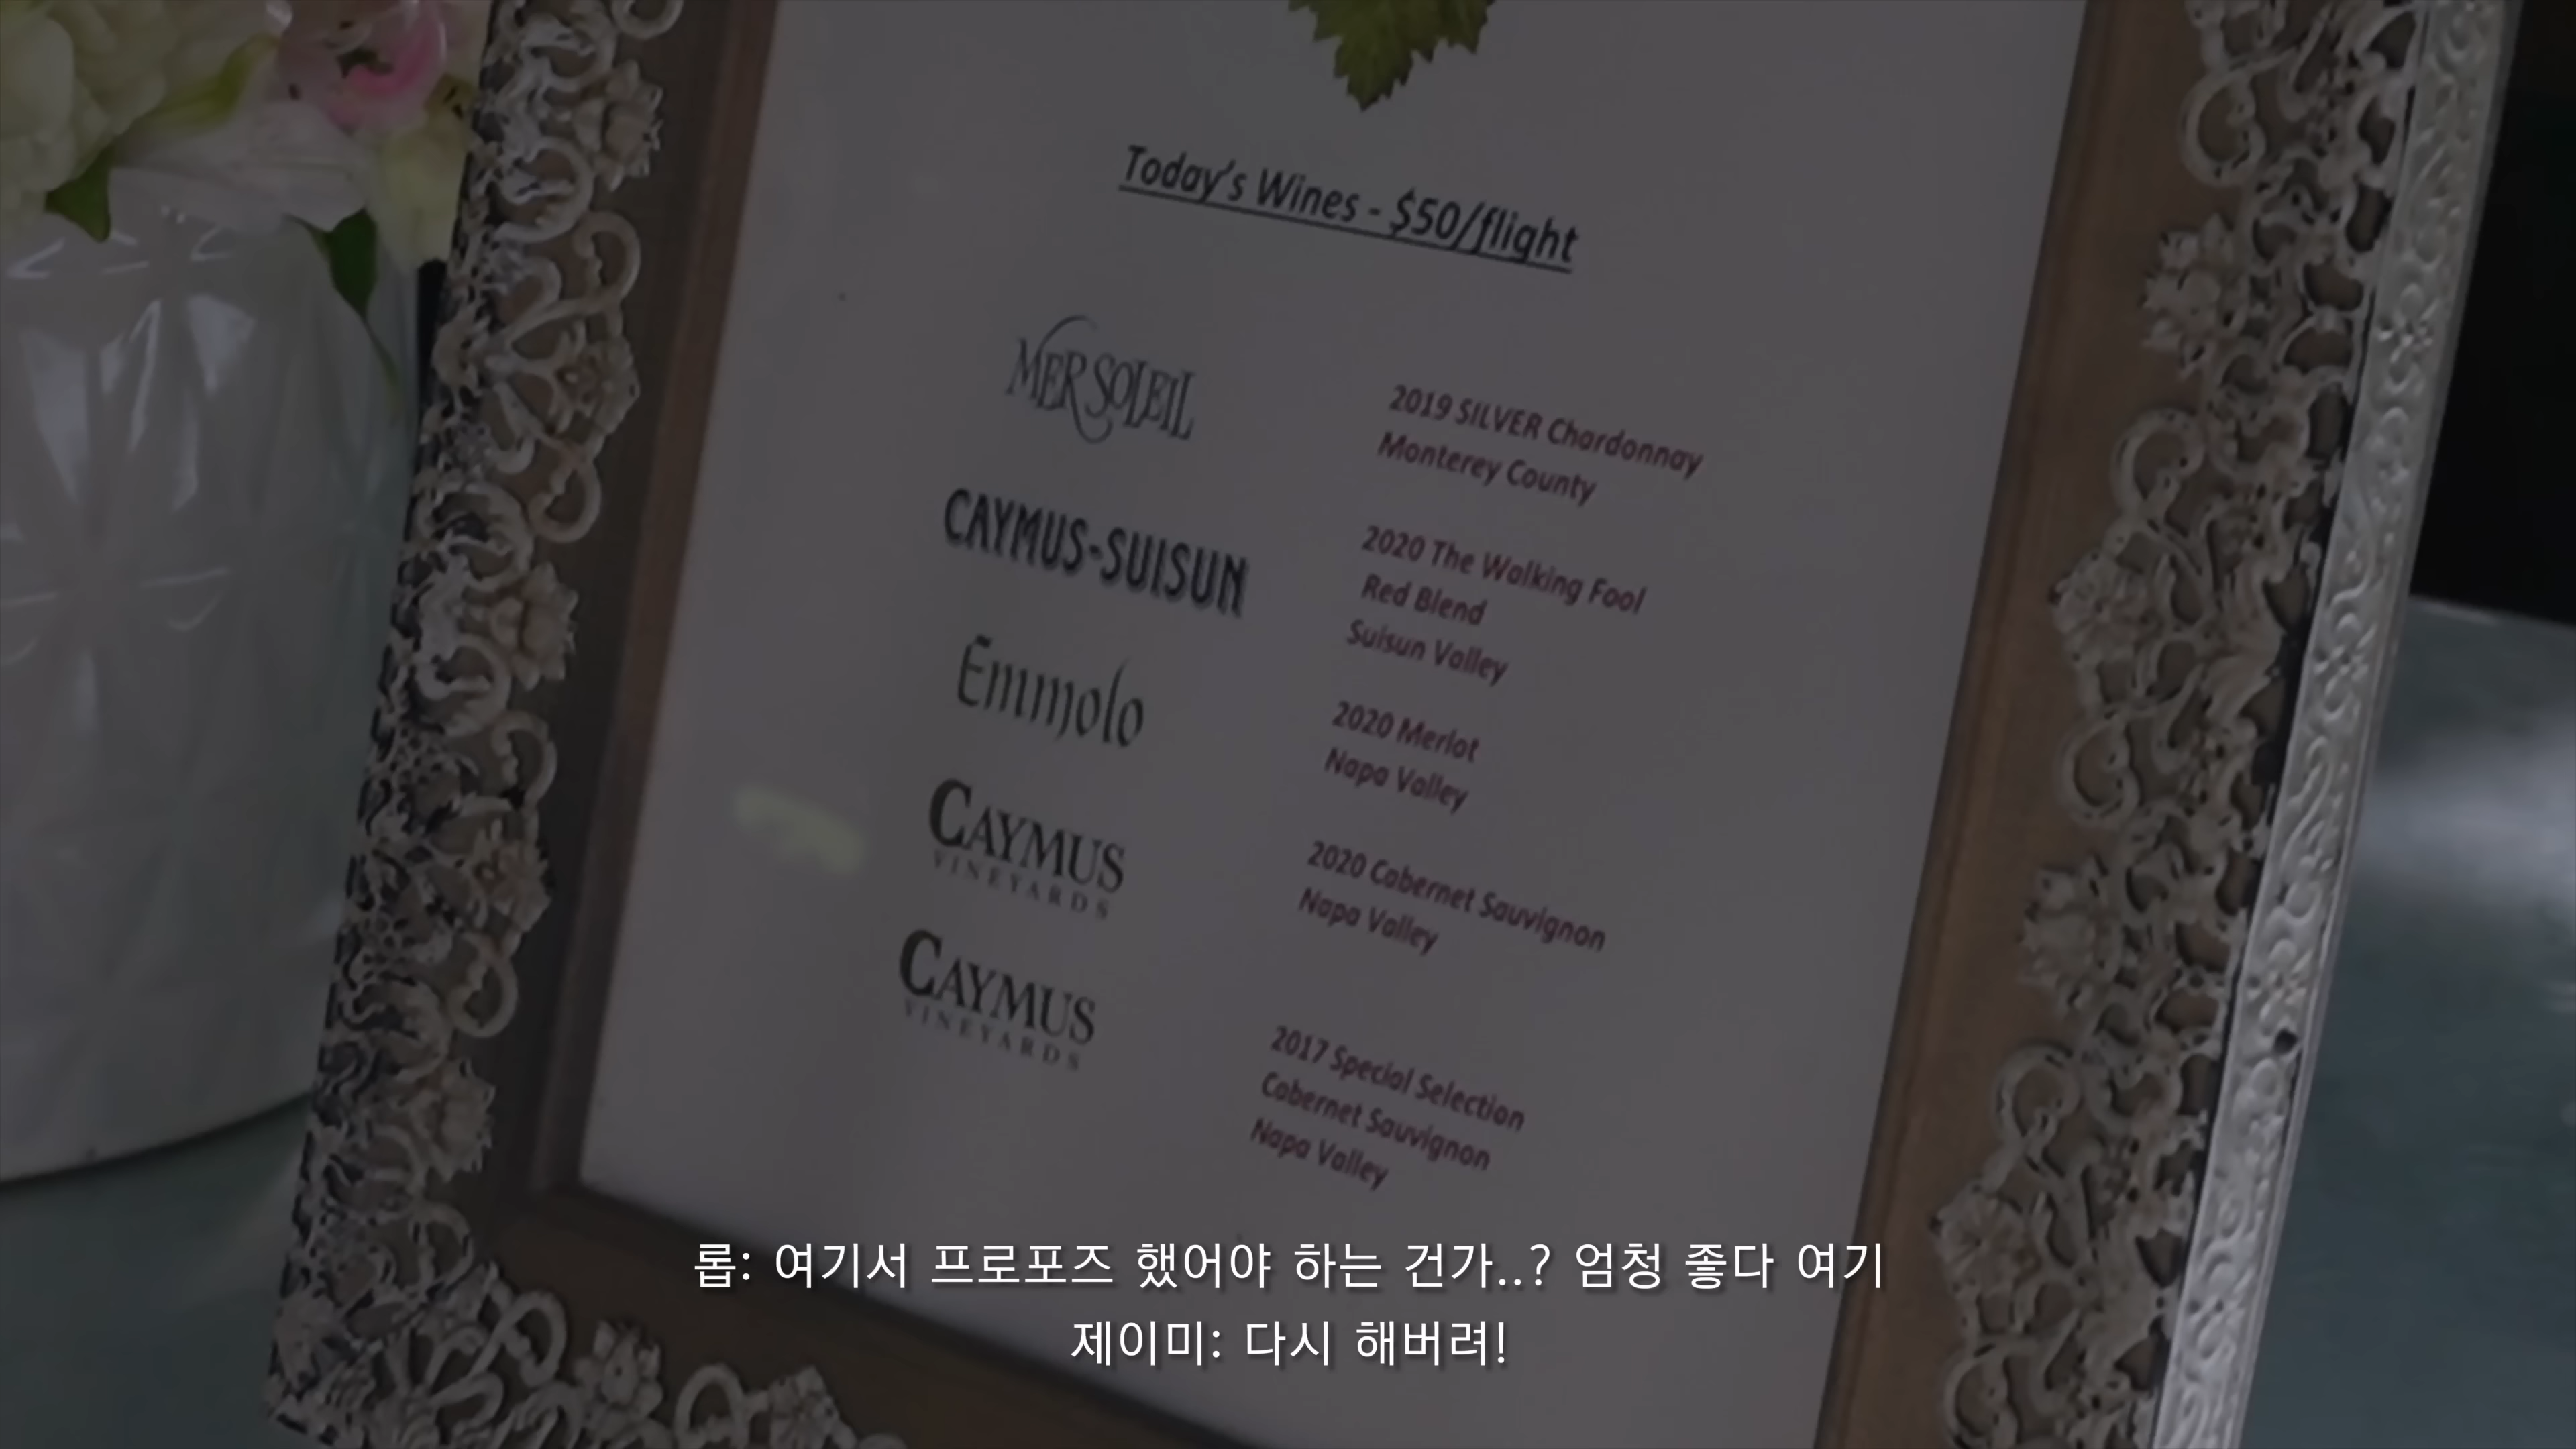 Today's Wines - $50/flight
MER SOLEIL
2019 SILVER Chardonnay
Monterey County
CAYMUS-SUISUN
2020 The Walking Fool
Red Blend
Suisun Valley
Emmolo
2020 Merlot
Napa Valley
CAYMUS
VINEYARDS
2020 Cabernet Sauvignon
Napa Valley
CAYMUS
VINEYARDS
2017 Special Selection
Cabernet Sauvignon
Napa Valley
롭: 여기서 프로포즈 했어야 하는 건가..? 엄청 좋다 여기
제이미: 다시 해버려!